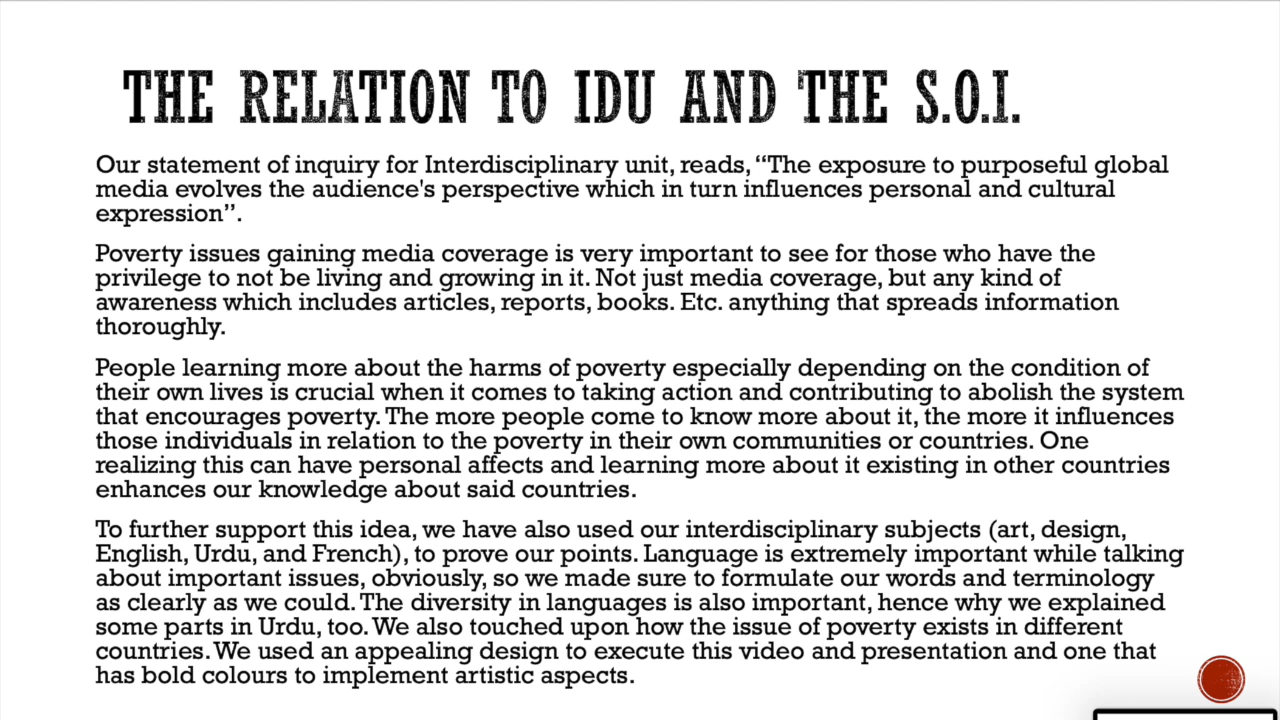 THE RELATION TO IDU AND THE S.O.I.
Our statement of inquiry for Interdisciplinary unit, reads, “The exposure to purposeful global
media evolves the audience's perspective which in turn influences personal and cultural
expression”.
Poverty issues gaining media coverage is very important to see for those who have the
privilege to not be living and growing in it. Not just media coverage, but any kind of
awareness which includes articles, reports, books. Etc. anything that spreads information
thoroughly.
People learning more about the harms of poverty especially depending on the condition of
their own lives is crucial when it comes to taking action and contributing to abolish the system
that encourages poverty. The more people come to know more about it, the more it influences
those individuals in relation to the poverty in their own communities or countries. One
realizing this can have personal affects and learning more about it existing in other countries
enhances our knowledge about said countries.
To further support this idea, we have also used our interdisciplinary subjects (art, design,
English, Urdu, and French), to prove our points. Language is extremely important while talking
about important issues, obviously, so we made sure to formulate our words and terminology
as clearly as we could. The diversity in languages is also important, hence why we explained
some parts in Urdu, too. We also touched upon how the issue of poverty exists in different
countries. We used an appealing design to execute this video and presentation and one that
has bold colours to implement artistic aspects.